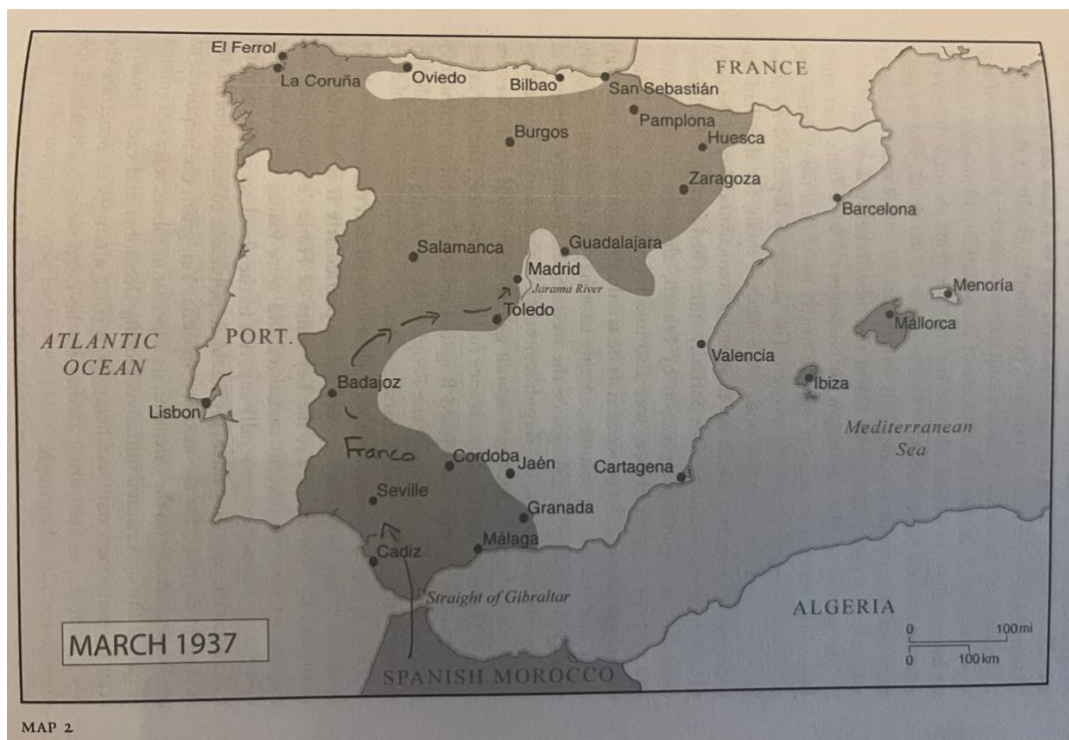 El Ferrol
La Coruña
Oviedo
Bilbao
San Sebastián
FRANCE
Pamplona
Burgos
Huesca
Zaragoza
Barcelona
Salamanca
Guadalajara
Madrid
Jarama River
Toledo
Menoría
Mallorca
ATLANTIC
OCEAN
PORT.
Valencia
Badajoz
Ibiza
Lisbon
Mediterranean
Sea
Franco
Cordoba
Jaén
Cartagena
Seville
Granada
Málaga
Cadiz
Straight of Gibraltar
ALGERIA
MARCH 1937
0 100 mi
0 100 km
SPANISH MOROCCO
MAP 2